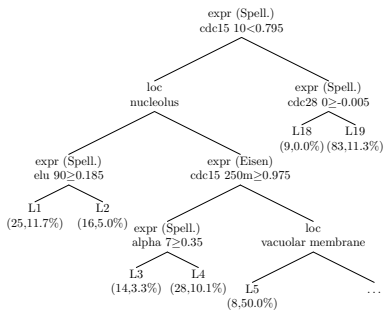 expr (Spell.)
cdc15 10<0.795
loc
nucleolus
expr (Spell.)
cdc28 0≥-0.005
L18
(9,0.0%)
L19
(83,11.3%)
expr (Spell.)
elu 90≥0.185
expr (Eisen)
cdc15 250m≥0.975
L1
(25,11.7%)
L2
(16,5.0%)
expr (Spell.)
alpha 7≥0.35
loc
vacuolar membrane
L3
(14,3.3%)
L4
(28,10.1%)
L5
(8,50.0%)
...